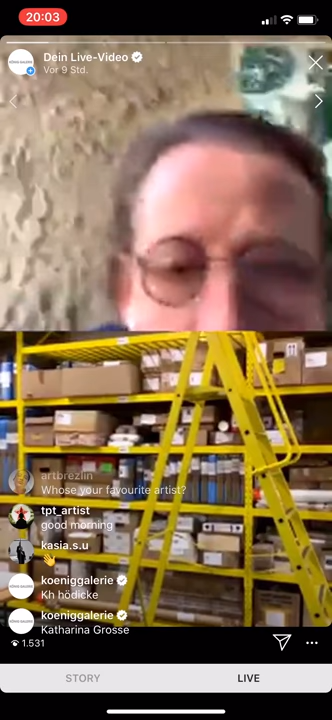 20:03
Dein Live-Video
Vor 9 Std.
artbrezlin
Whose your favourite artist?
tpt_artist
good morning
kasia.s.u
👋
koeniggalerie
Kh hödicke
koeniggalerie
Katharina Grosse
1.531
STORY
LIVE